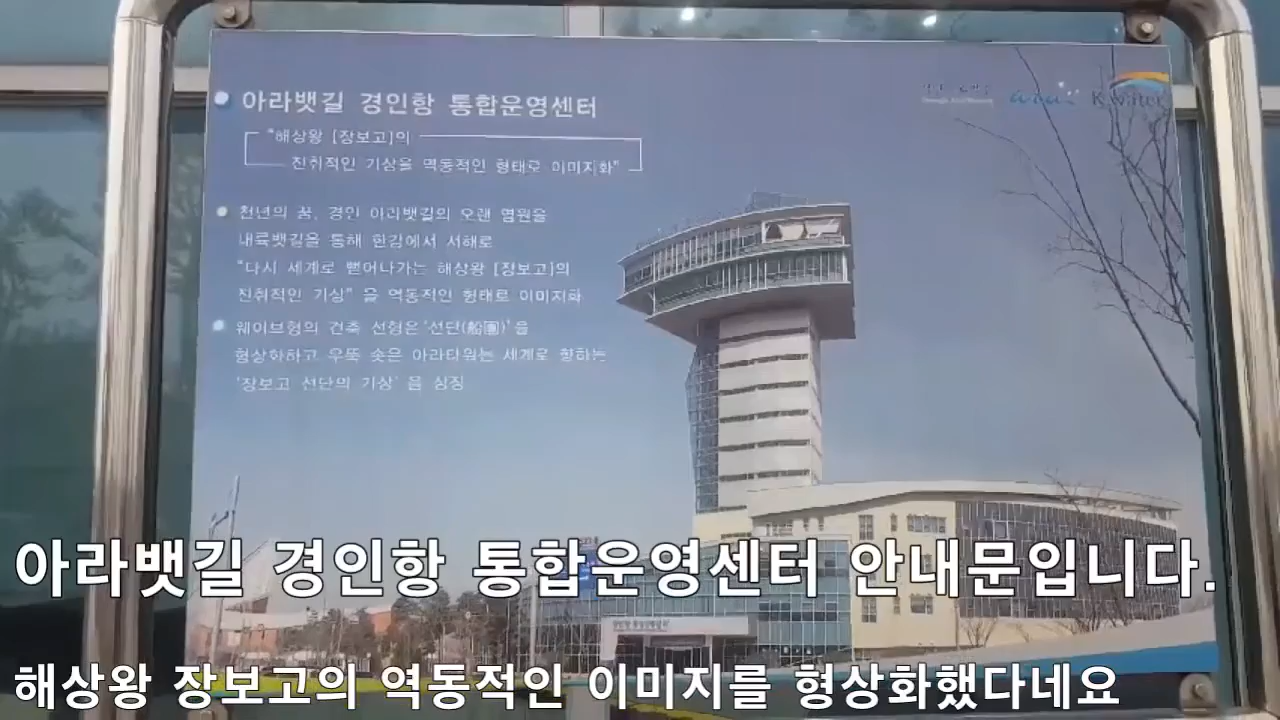 아라뱃길 경인항 통합운영센터
"해상왕 [장보고]의
진취적인 기상을 역동적인 형태로 이미지화"
천년의 꿈, 경인 아라뱃길의 오랜 염원을
내륙뱃길을 통해 한강에서 서해로
"다시 세계로 뻗어나가는 해상왕 [장보고]의
진취적인 기상" 을 역동적인 형태로 이미지화
웨이브형의 건축 선형은 '선단(船團)'을
형상화하고 우뚝 솟은 아라타워는 세계로 향하는
'장보고 선단의 기상' 을 상징
K-water
아라뱃길 경인항 통합운영센터 안내문입니다.
해상왕 장보고의 역동적인 이미지를 형상화했다네요